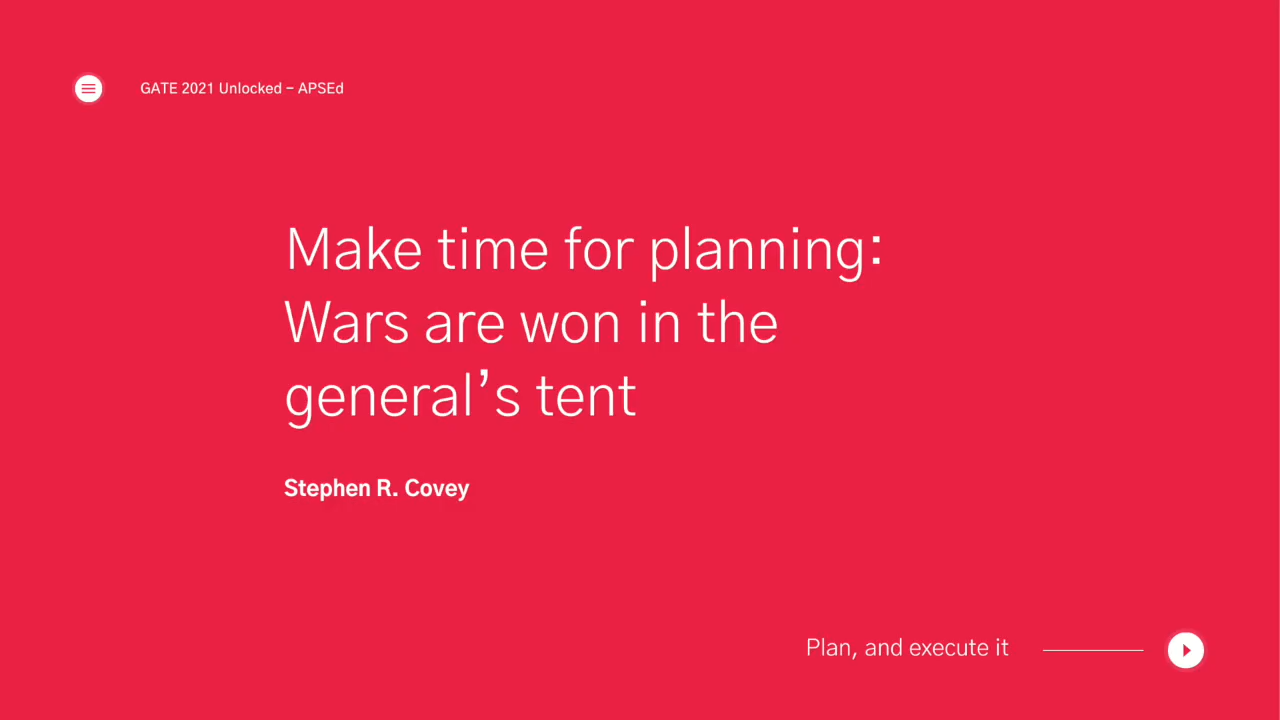 GATE 2021 Unlocked – APSEd
Make time for planning:
Wars are won in the
general’s tent
Stephen R. Covey
Plan, and execute it